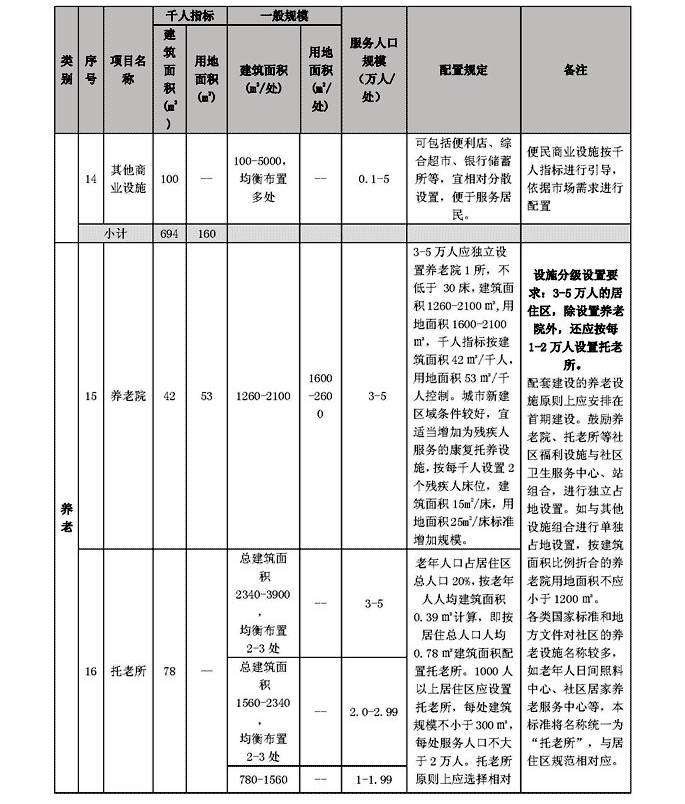 类别
序号
项目名称
千人指标
建筑面积(㎡)
用地面积(㎡)
一般规模
建筑面积(㎡/处)
用地面积(㎡/处)
服务人口规模(万人/处)
配置规定
备注
14
其他商业设施
100
--
100-5000,
均衡布置
多处
--
0.1-5
可包括便利店、综
合超市、银行储蓄
所等，宜相对分散
设置，便于服务居
民。
便民商业设施按千
人指标进行引导，
依据市场需求进行
配置
小计
694
160
养老
15
养老院
42
53
1260-2100
1600
-260
0
3-5
3-5万人应独立设
置养老院1所，不
低于 30床，建筑面
积1260-2100㎡,用
地面积1600-2100
㎡，千人指标按建
筑面积42㎡/千人，
用地面积53㎡/千
人控制。城市新建
区域条件较好，宜
适当增加为残疾人
服务的康复托养设
施，按每千人设置2
个残疾人床位，建
筑面积15㎡/床，用
地面积25㎡/床标准
增加规模。
设施分级设置要
求：3-5万人的居
住区，除设置养老
院外，还应按每
1-2万人设置托老
所。
配套建设的养老设
施原则上应安排在
首期建设。鼓励养
老院、托老所等社
区福利设施与社区
卫生服务中心、站
组合，进行独立占
地设置。如与其他
设施组合进行单独
占地设置，按建筑
面积比例折合的养
老院用地面积不应
小于1200㎡。
各类国家标准和地
方文件对社区的养
老设施名称较多，
如老年人日间照料
中心、社区居家养
老服务中心等，本
标准将名称统一为
“托老所”，与居
住区规范相对应。
16
托老所
78
--
总建筑面
积
2340-3900
，
均衡布置
2-3处
--
3-5
总建筑面
积
1560-2340
，
均衡布置
2-3处
--
2.0-2.99
780-1560
--
1-1.99
老年人口占居住区
总人口20%,按老年
人人均建筑面积
0.39㎡计算，即按
居住总人口人均
0.78㎡建筑面积配
置托老所。1000人
以上居住区应设置
托老所，每处建筑
规模不小于300㎡，
每处服务人口不大
于2万人。托老所
原则上应选择相对